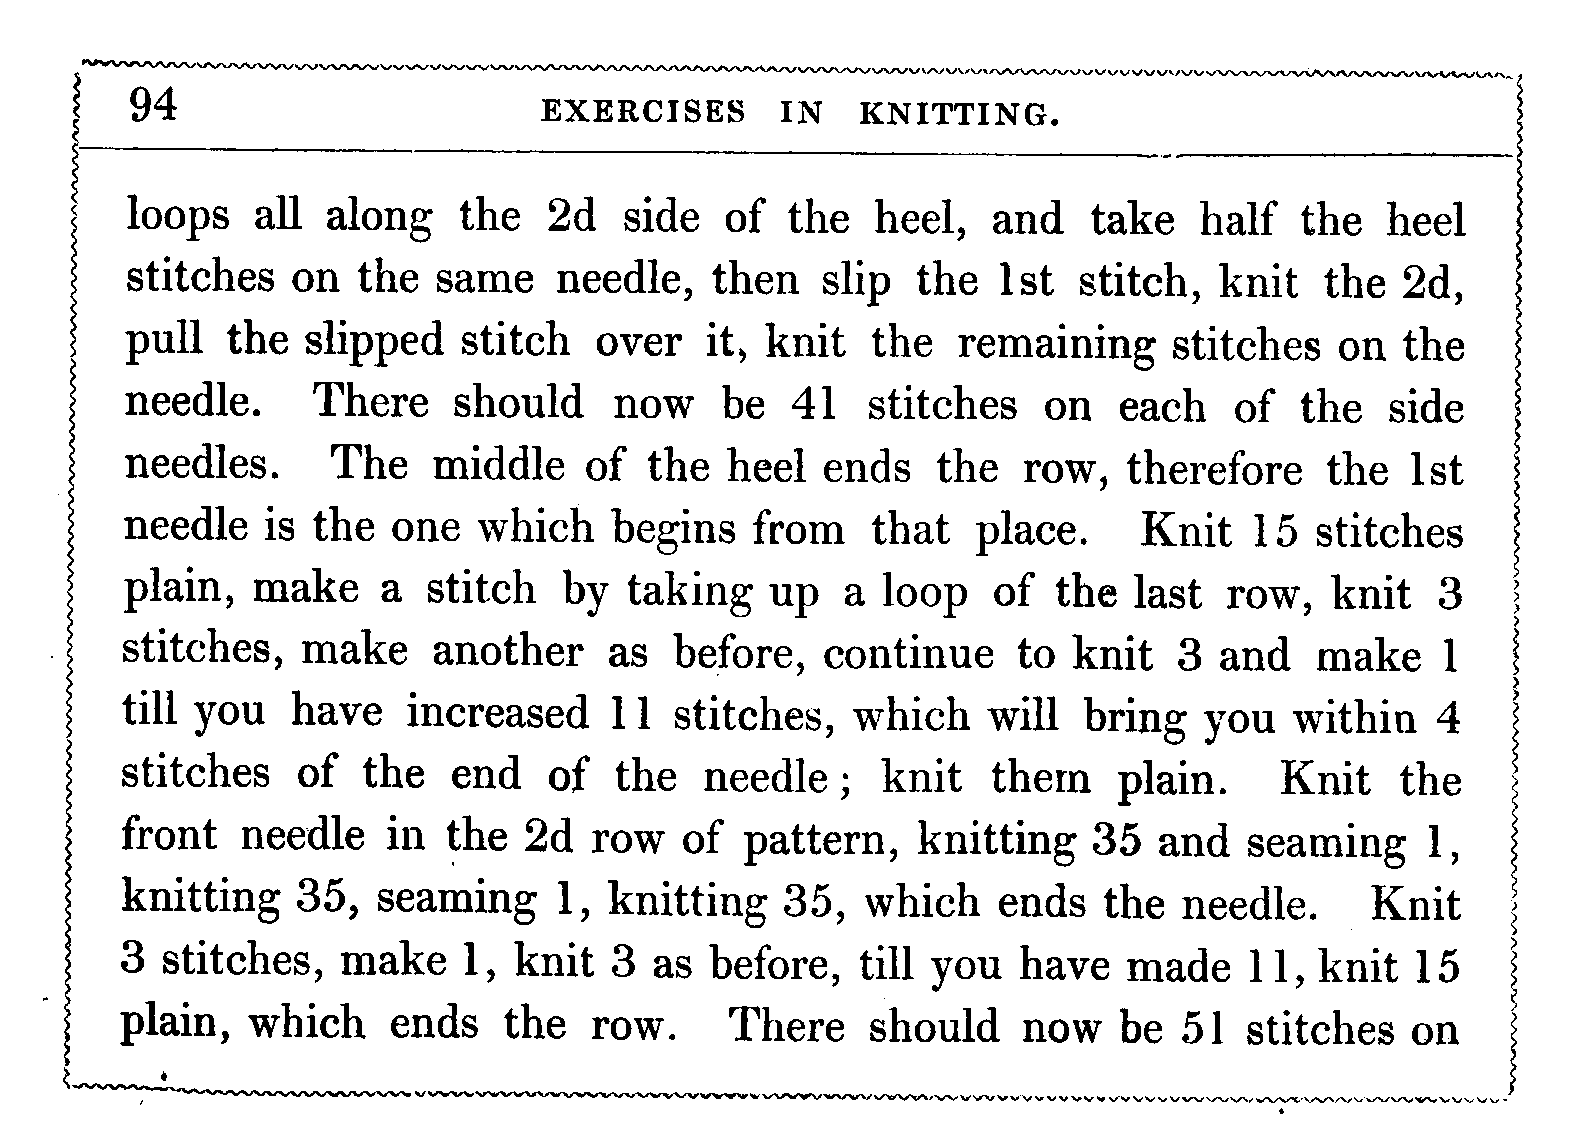 94 EXERCISES IN KNITTING.
loops all along the 2d side of the heel, and take half the heel
stitches on the same needle, then slip the 1st stitch, knit the 2d,
pull the slipped stitch over it, knit the remaining stitches on the
needle. There should now be 41 stitches on each of the side
needles. The middle of the heel ends the row, therefore the 1st
needle is the one which begins from that place. Knit 15 stitches
plain, make a stitch by taking up a loop of the last row, knit 3
stitches, make another as before, continue to knit 3 and make 1
till you have increased 11 stitches, which will bring you within 4
stitches of the end of the needle; knit them plain. Knit the
front needle in the 2d row of pattern, knitting 35 and seaming 1,
knitting 35, seaming 1, knitting 35, which ends the needle. Knit
3 stitches, make 1, knit 3 as before, till you have made 11, knit 15
plain, which ends the row. There should now be 51 stitches on